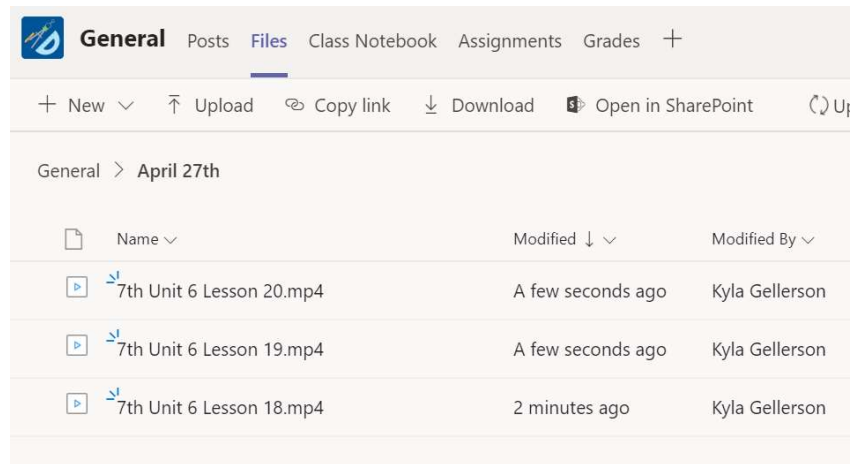 General Posts Files Class Notebook Assignments Grades
New Upload Copy link Download Open in SharePoint
General > April 27th
Name Modified Modified By
7th Unit 6 Lesson 20.mp4 A few seconds ago Kyla Gellerson
7th Unit 6 Lesson 19.mp4 A few seconds ago Kyla Gellerson
7th Unit 6 Lesson 18.mp4 2 minutes ago Kyla Gellerson